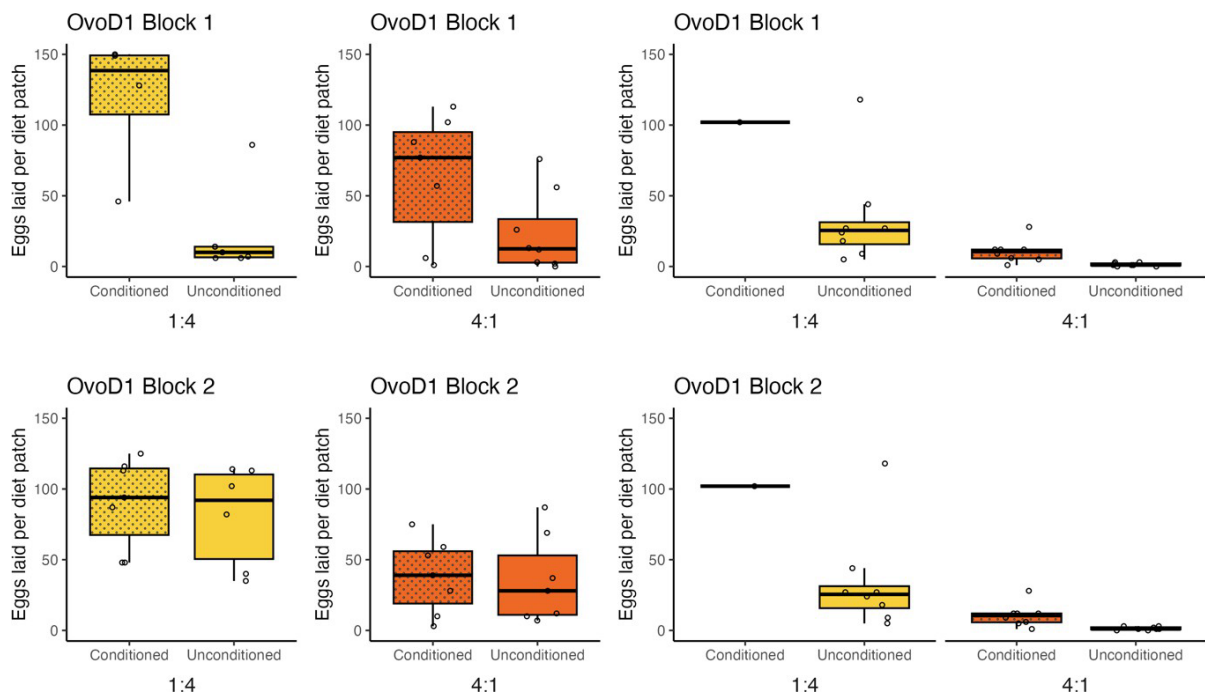 OvoD1 Block 1
Eggs laid per diet patch
150
100
50
0
Conditioned Unconditioned
1:4
OvoD1 Block 1
Eggs laid per diet patch
150
100
50
0
Conditioned Unconditioned
4:1
OvoD1 Block 1
Eggs laid per diet patch
150
100
50
0
Conditioned Unconditioned Conditioned Unconditioned
1:4 4:1
OvoD1 Block 2
Eggs laid per diet patch
150
100
50
0
Conditioned Unconditioned
1:4
OvoD1 Block 2
Eggs laid per diet patch
150
100
50
0
Conditioned Unconditioned
4:1
OvoD1 Block 2
Eggs laid per diet patch
150
100
50
0
Conditioned Unconditioned Conditioned Unconditioned
1:4 4:1